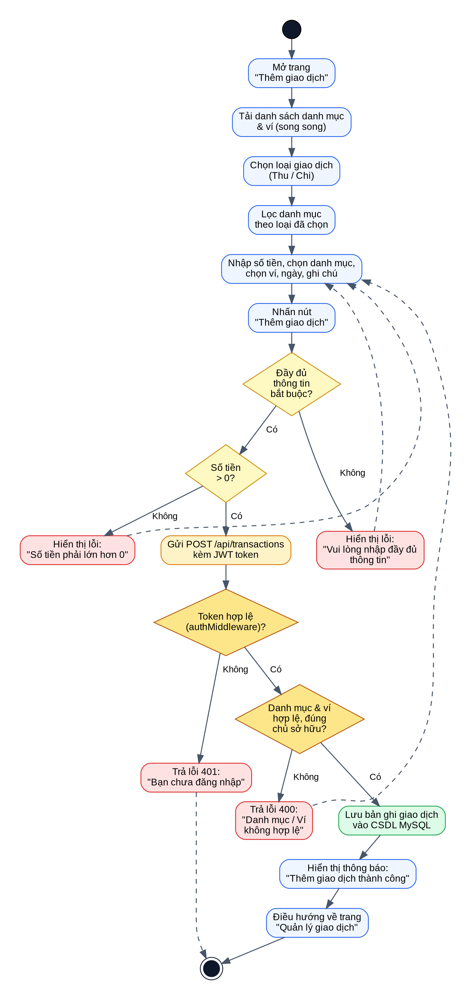 Mở trang
"Thêm giao dịch"
Tải danh sách danh mục
& ví (song song)
Chọn loại giao dịch
(Thu / Chi)
Lọc danh mục
theo loại đã chọn
Nhập số tiền, chọn danh mục,
chọn ví, ngày, ghi chú
Nhấn nút
"Thêm giao dịch"
Đầy đủ
thông tin
bắt buộc?
Có
Không
Số tiền
> 0?
Không
Có
Hiển thị lỗi:
"Số tiền phải lớn hơn 0"
Gửi POST /api/transactions
kèm JWT token
Hiển thị lỗi:
"Vui lòng nhập đầy đủ
thông tin"
Token hợp lệ
(authMiddleware)?
Không
Có
Danh mục & ví
hợp lệ, đúng
chủ sở hữu?
Không
Có
Trả lỗi 401:
"Bạn chưa đăng nhập"
Trả lỗi 400:
"Danh mục / Ví
không hợp lệ"
Lưu bản ghi giao dịch
vào CSDL MySQL
Hiển thị thông báo:
"Thêm giao dịch thành công"
Điều hướng về trang
"Quản lý giao dịch"